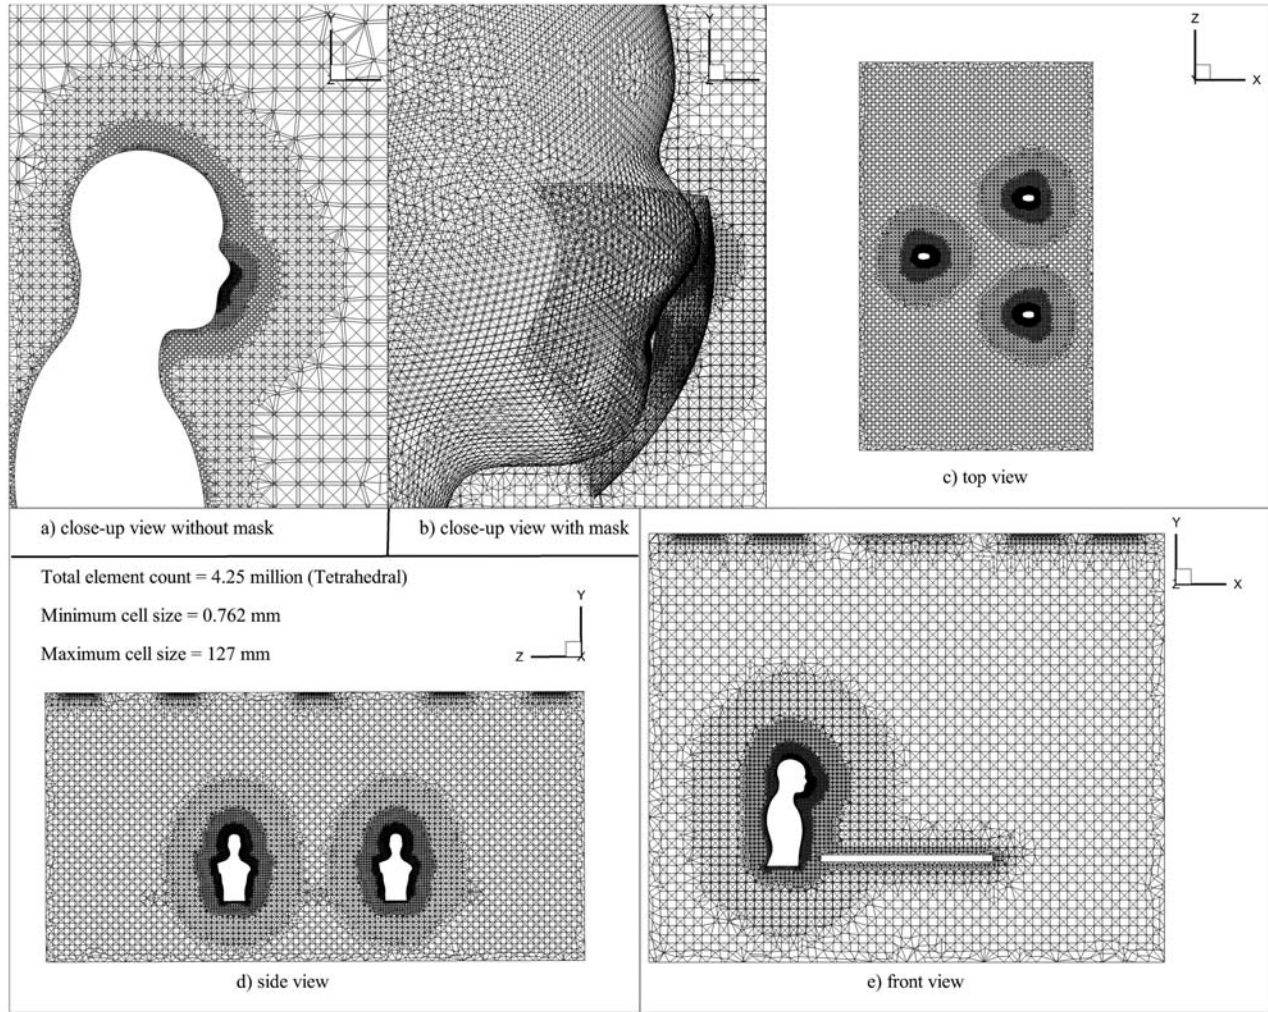 Y
Z
Y
Z
Z
Y
X
c) top view
a) close-up view without mask
b) close-up view with mask
Total element count = 4.25 million (Tetrahedral)
Minimum cell size = 0.762 mm
Maximum cell size = 127 mm
Y
Z
X
d) side view
Y
Z
X
e) front view